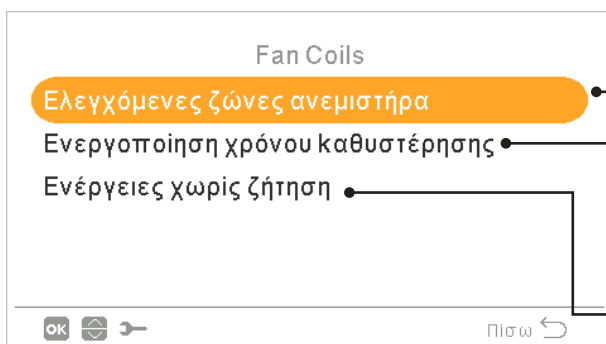 Fan Coils
Ελεγχόμενες ζώνες ανεμιστήρα
Ενεργοποίηση χρόνου καθυστέρησης
Ενέργειες χωρίς ζήτηση
OK Πίσω